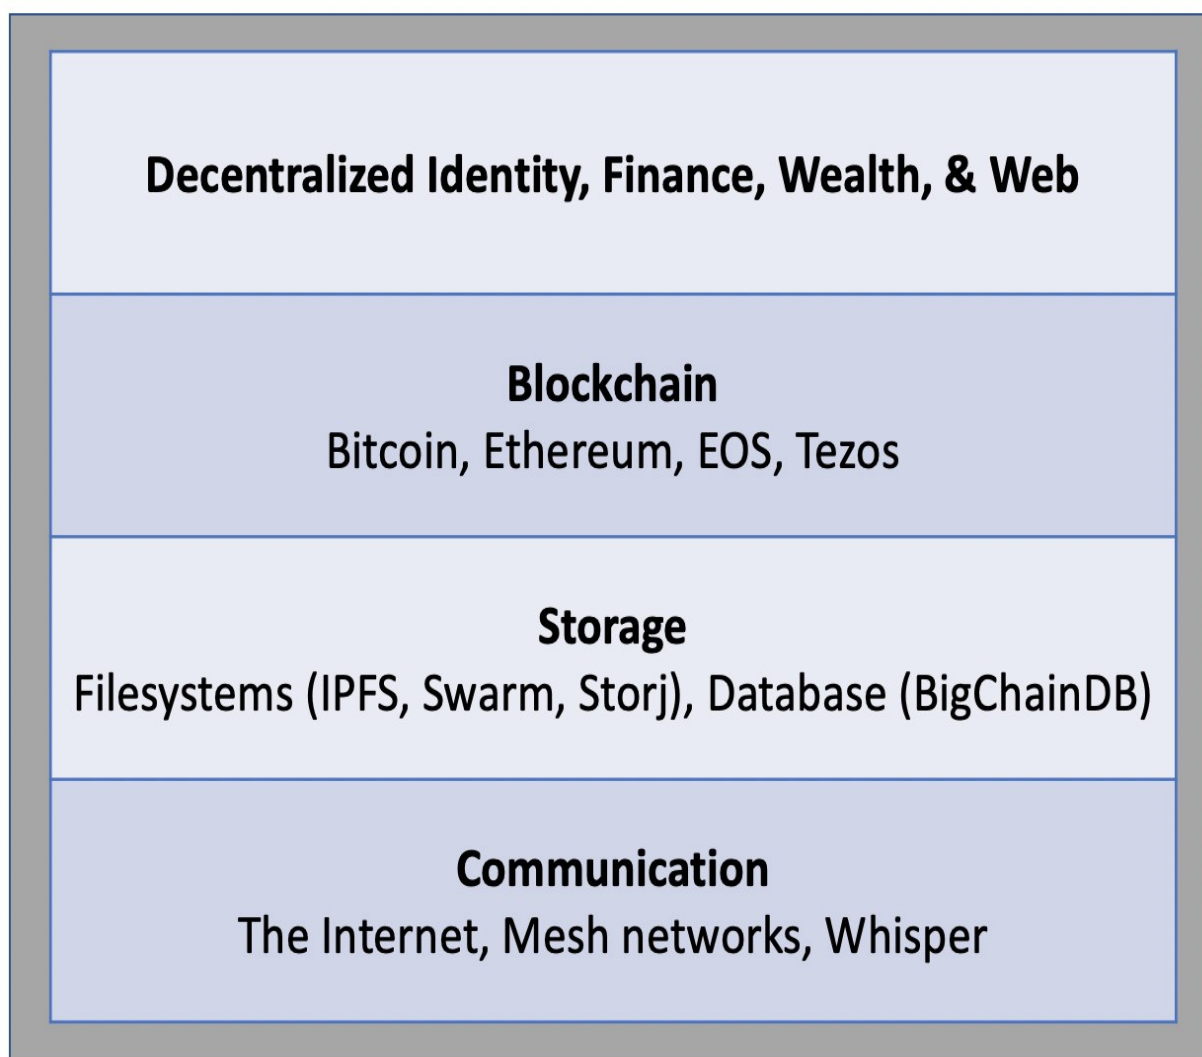 Decentralized Identity, Finance, Wealth, & Web
Blockchain
Bitcoin, Ethereum, EOS, Tezos
Storage
Filesystems (IPFS, Swarm, Storj), Database (BigChainDB)
Communication
The Internet, Mesh networks, Whisper